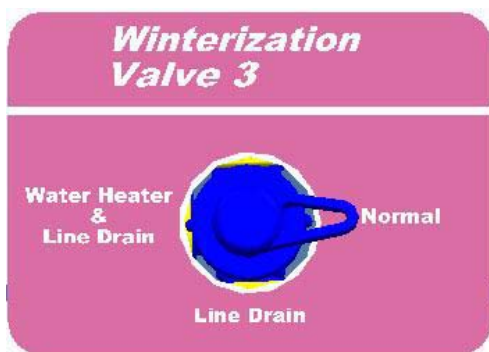 Winterization
Valve 3
Water Heater
&
Line Drain
Normal
Line Drain